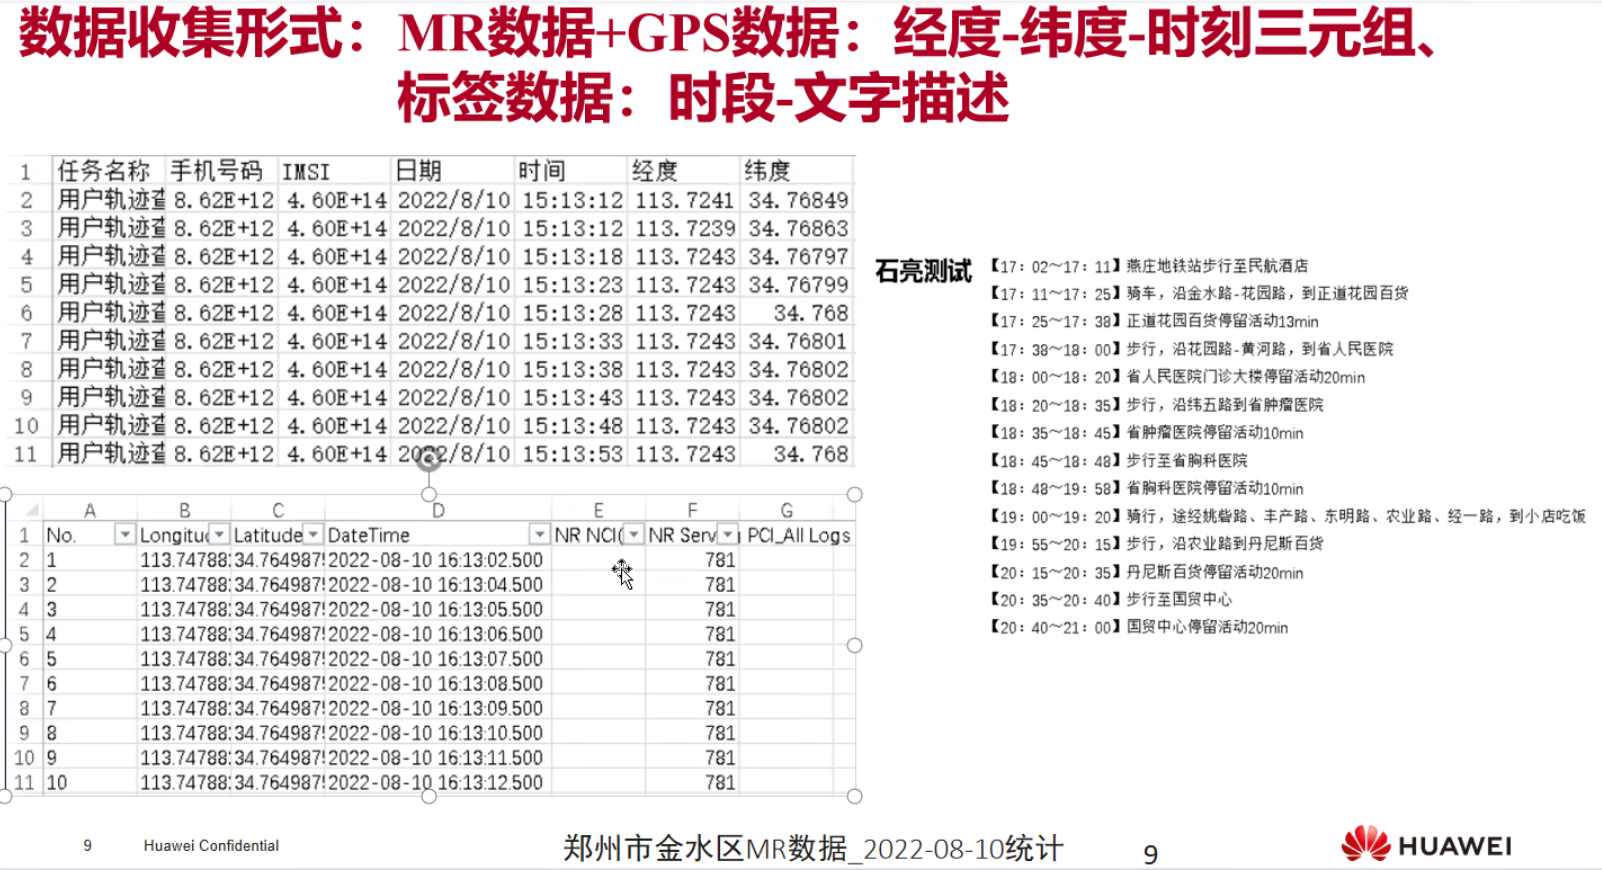 数据收集形式：MR数据+GPS数据：经度-纬度-时刻三元组、
标签数据：时段-文字描述
1 任务名称 手机号码 IMSI 日期 时间 经度 纬度
2 用户轨迹查 8.62E+12 4.60E+14 2022/8/10 15:13:12 113.7241 34.76849
3 用户轨迹查 8.62E+12 4.60E+14 2022/8/10 15:13:12 113.7239 34.76863
4 用户轨迹查 8.62E+12 4.60E+14 2022/8/10 15:13:18 113.7243 34.76797
5 用户轨迹查 8.62E+12 4.60E+14 2022/8/10 15:13:23 113.7243 34.76799
6 用户轨迹查 8.62E+12 4.60E+14 2022/8/10 15:13:28 113.7243 34.768
7 用户轨迹查 8.62E+12 4.60E+14 2022/8/10 15:13:33 113.7243 34.76801
8 用户轨迹查 8.62E+12 4.60E+14 2022/8/10 15:13:38 113.7243 34.76802
9 用户轨迹查 8.62E+12 4.60E+14 2022/8/10 15:13:43 113.7243 34.76802
10 用户轨迹查 8.62E+12 4.60E+14 2022/8/10 15:13:48 113.7243 34.76802
11 用户轨迹查 8.62E+12 4.60E+14 2022/8/10 15:13:53 113.7243 34.768
A B C D E F G
1 No. Longitu Latitude DateTime NR NCI( NR Serv PCI_All Logs
2 1 113.74788 34.764987 2022-08-10 16:13:02.500 781
3 2 113.74788 34.764987 2022-08-10 16:13:04.500 781
4 3 113.74788 34.764987 2022-08-10 16:13:05.500 781
5 4 113.74788 34.764987 2022-08-10 16:13:06.500 781
6 5 113.74788 34.764987 2022-08-10 16:13:07.500 781
7 6 113.74788 34.764987 2022-08-10 16:13:08.500 781
8 7 113.74788 34.764987 2022-08-10 16:13:09.500 781
9 8 113.74788 34.764987 2022-08-10 16:13:10.500 781
10 9 113.74788 34.764987 2022-08-10 16:13:11.500 781
11 10 113.74788 34.764987 2022-08-10 16:13:12.500 781
石亮测试
【17：02～17：11】燕庄地铁站步行至民航酒店
【17：11～17：25】骑车，沿金水路-花园路，到正道花园百货
【17：25～17：38】正道花园百货停留活动13min
【17：38～18：00】步行，沿花园路-黄河路，到省人民医院
【18：00～18：20】省人民医院门诊大楼停留活动20min
【18：20～18：35】步行，沿纬五路到省肿瘤医院
【18：35～18：45】省肿瘤医院停留活动10min
【18：45～18：48】步行至省胸科医院
【18：48～19：58】省胸科医院停留活动10min
【19：00～19：20】骑行，途经姚砦路、丰产路、东明路、农业路、经一路，到小店吃饭
【19：55～20：15】步行，沿农业路到丹尼斯百货
【20：15～20：35】丹尼斯百货停留活动20min
【20：35～20：40】步行至国贸中心
【20：40～21：00】国贸中心停留活动20min
9 Huawei Confidential
郑州市金水区MR数据_2022-08-10统计
9
HUAWEI